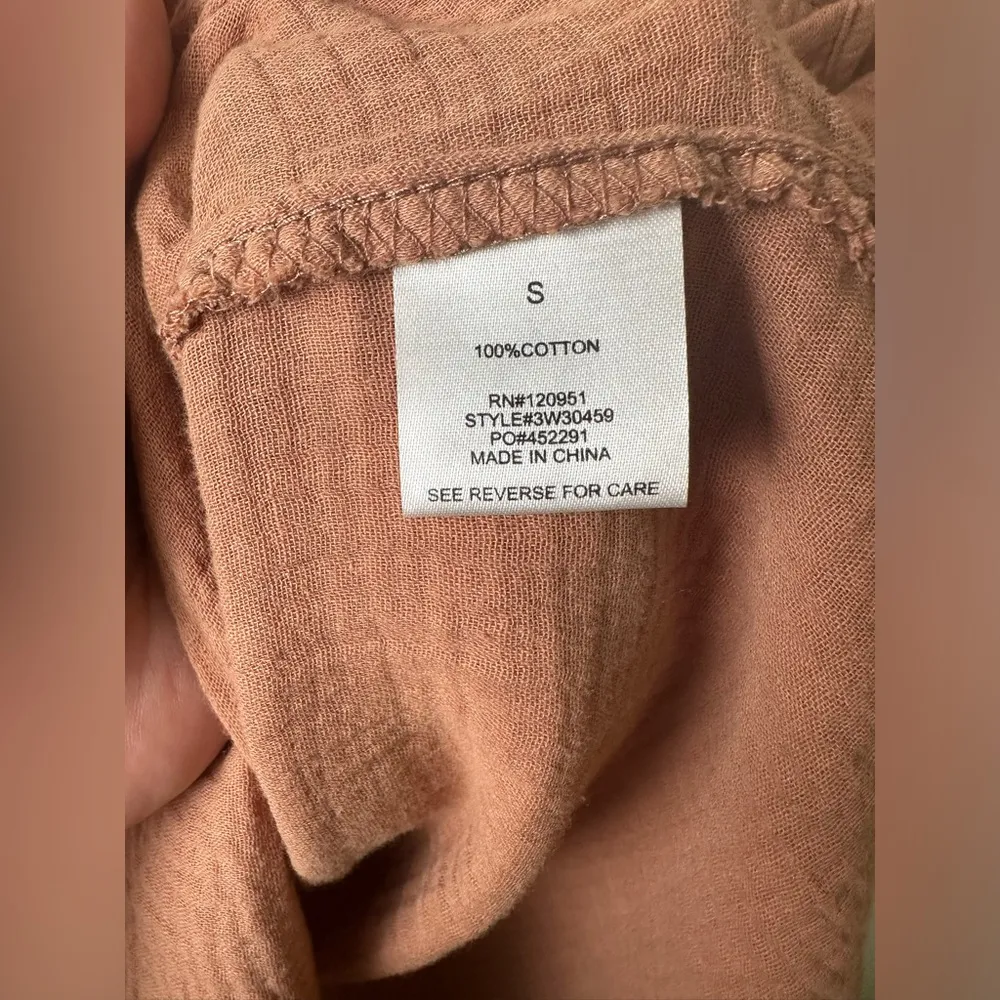 S
100%COTTON
RN#120951
STYLE#3W30459
PO#452291
MADE IN CHINA
SEE REVERSE FOR CARE